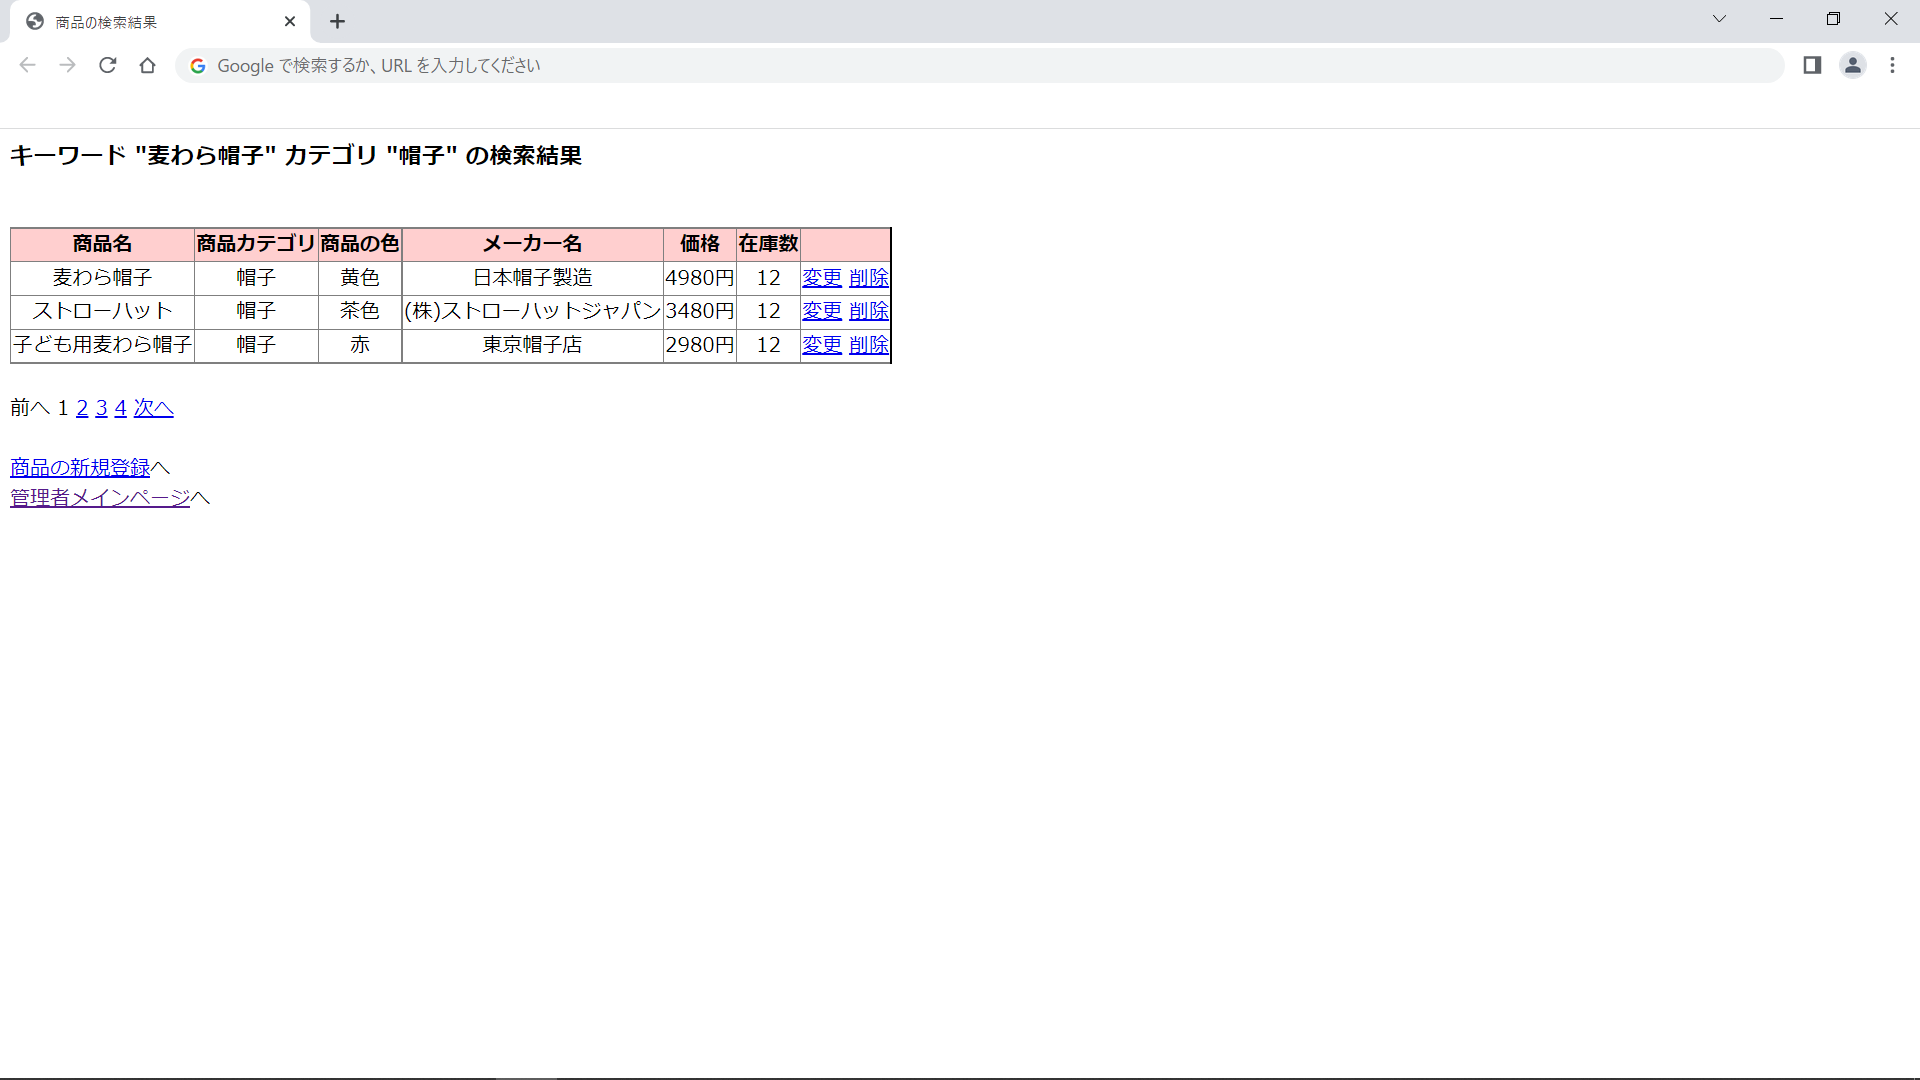 商品の検索結果
Google で検索するか、URL を入力してください
キーワード "麦わら帽子" カテゴリ "帽子" の検索結果
商品名 商品カテゴリ 商品の色 メーカー名 価格 在庫数
麦わら帽子 帽子 黄色 日本帽子製造 4980円 12 変更 削除
ストローハット 帽子 茶色 (株)ストローハットジャパン 3480円 12 変更 削除
子ども用麦わら帽子 帽子 赤 東京帽子店 2980円 12 変更 削除
前へ 1 2 3 4 次へ
商品の新規登録へ
管理者メインページへ